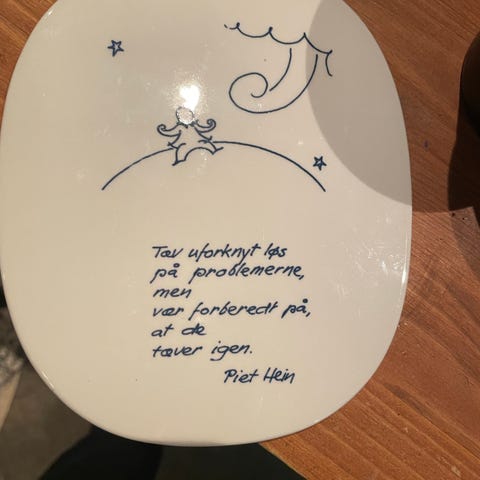 Tæv uforknyt løs
på problemerne,
men
vær forberedt på,
at de
tæver igen.
Piet Hein